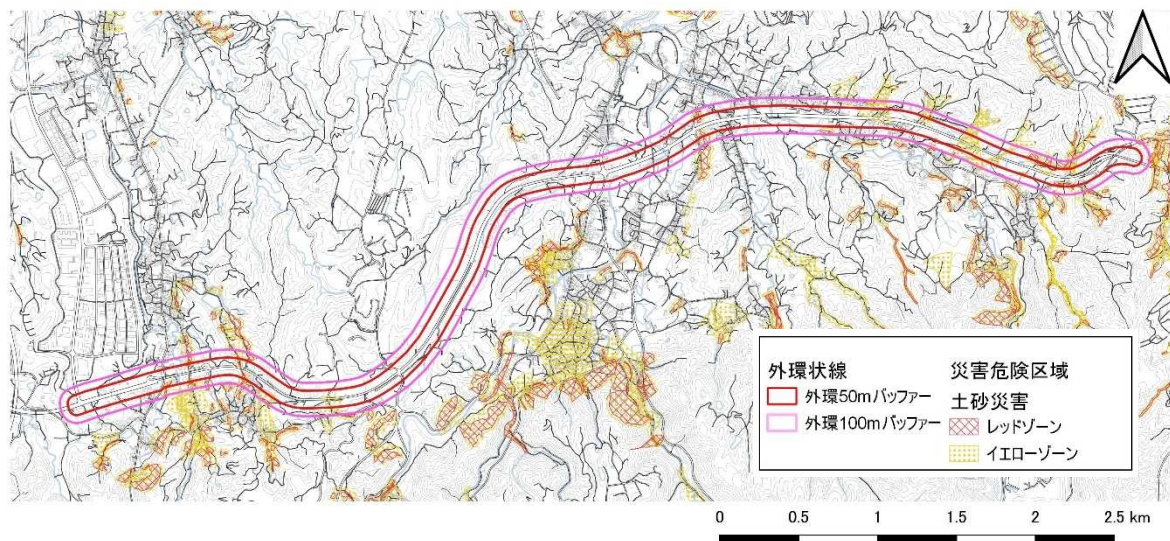 外環状線
外環50mバッファー
外環100mバッファー
災害危険区域
土砂災害
レッドゾーン
イエローゾーン
0 0.5 1 1.5 2 2.5 km